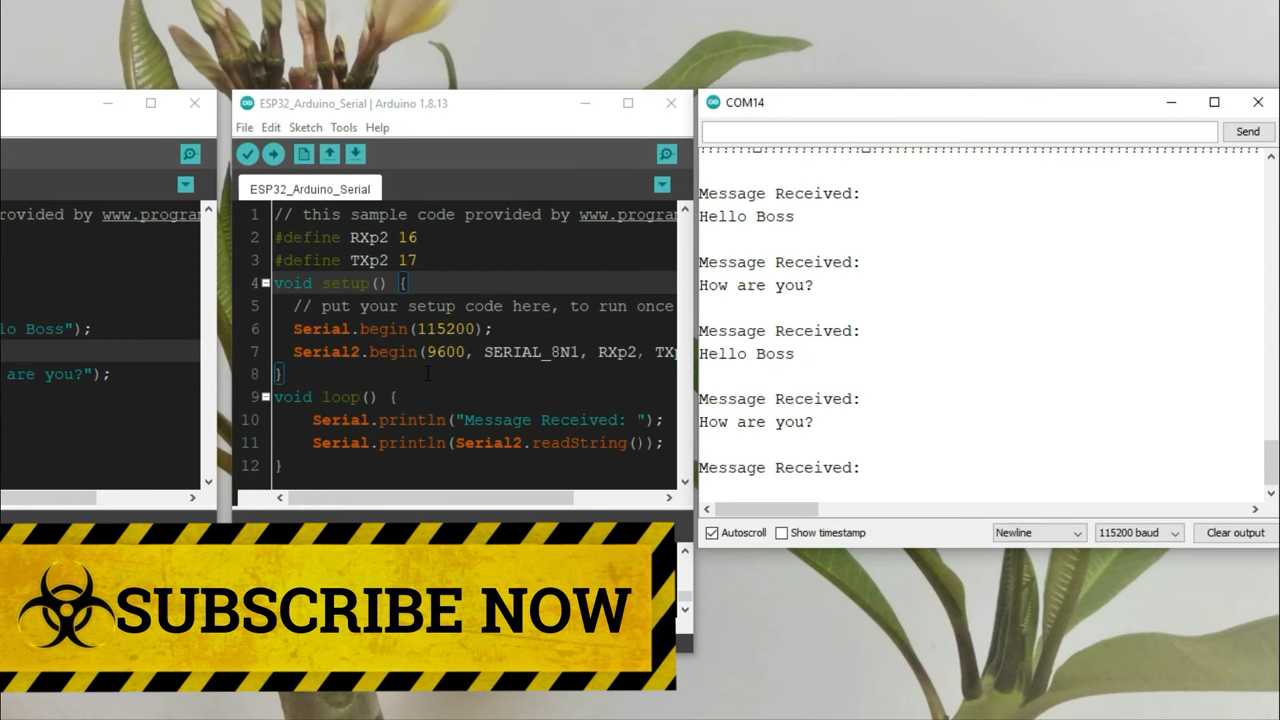 rovided by www.progran
lo Boss");
are you?");
ESP32_Arduino_Serial | Arduino 1.8.13
File Edit Sketch Tools Help
ESP32_Arduino_Serial
1 // this sample code provided by www.program
2 #define RXp2 16
3 #define TXp2 17
4 void setup() {
5 // put your setup code here, to run once
6 Serial.begin(115200);
7 Serial2.begin(9600, SERIAL_8N1, RXp2, TXp
8 }
9 void loop() {
10 Serial.println("Message Received: ");
11 Serial.println(Serial2.readString());
12 }
COM14
Send
Message Received:
Hello Boss
Message Received:
How are you?
Message Received:
Hello Boss
Message Received:
How are you?
Message Received:
Autoscroll Show timestamp Newline 115200 baud Clear output
SUBSCRIBE NOW